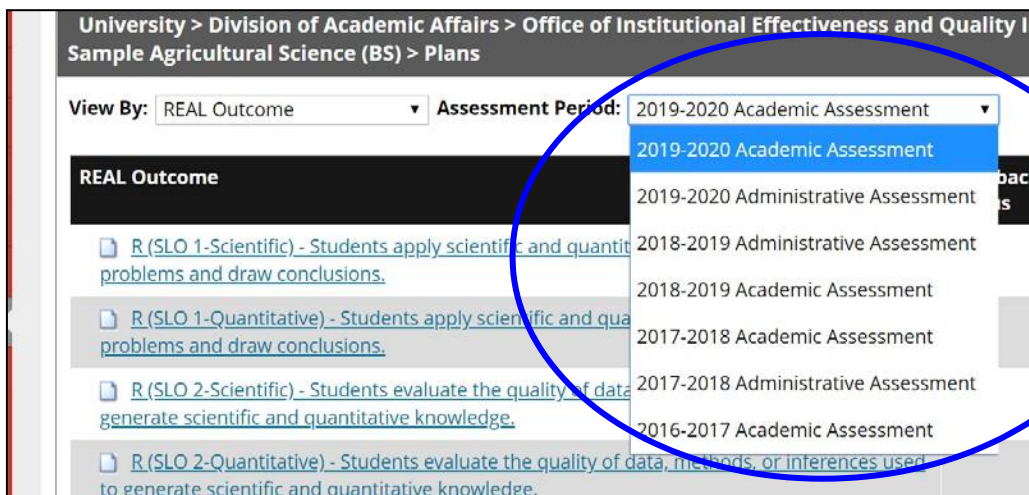 University > Division of Academic Affairs > Office of Institutional Effectiveness and Quality
Sample Agricultural Science (BS) > Plans
View By: REAL Outcome Assessment Period: 2019-2020 Academic Assessment
2019-2020 Academic Assessment
2019-2020 Administrative Assessment
2018-2019 Administrative Assessment
2018-2019 Academic Assessment
2017-2018 Academic Assessment
2017-2018 Administrative Assessment
2016-2017 Academic Assessment
REAL Outcome
R (SLO 1-Scientific) - Students apply scientific and quantit
problems and draw conclusions.
R (SLO 1-Quantitative) - Students apply scientific and qua
problems and draw conclusions.
R (SLO 2-Scientific) - Students evaluate the quality of data
generate scientific and quantitative knowledge.
R (SLO 2-Quantitative) - Students evaluate the quality of data, methods, or inferences used
to generate scientific and quantitative knowledge.